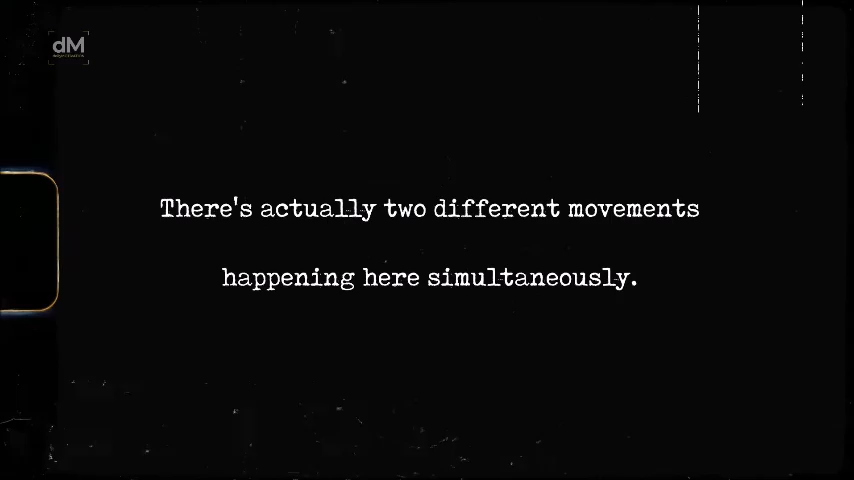 dM
There's actually two different movements
happening here simultaneously.